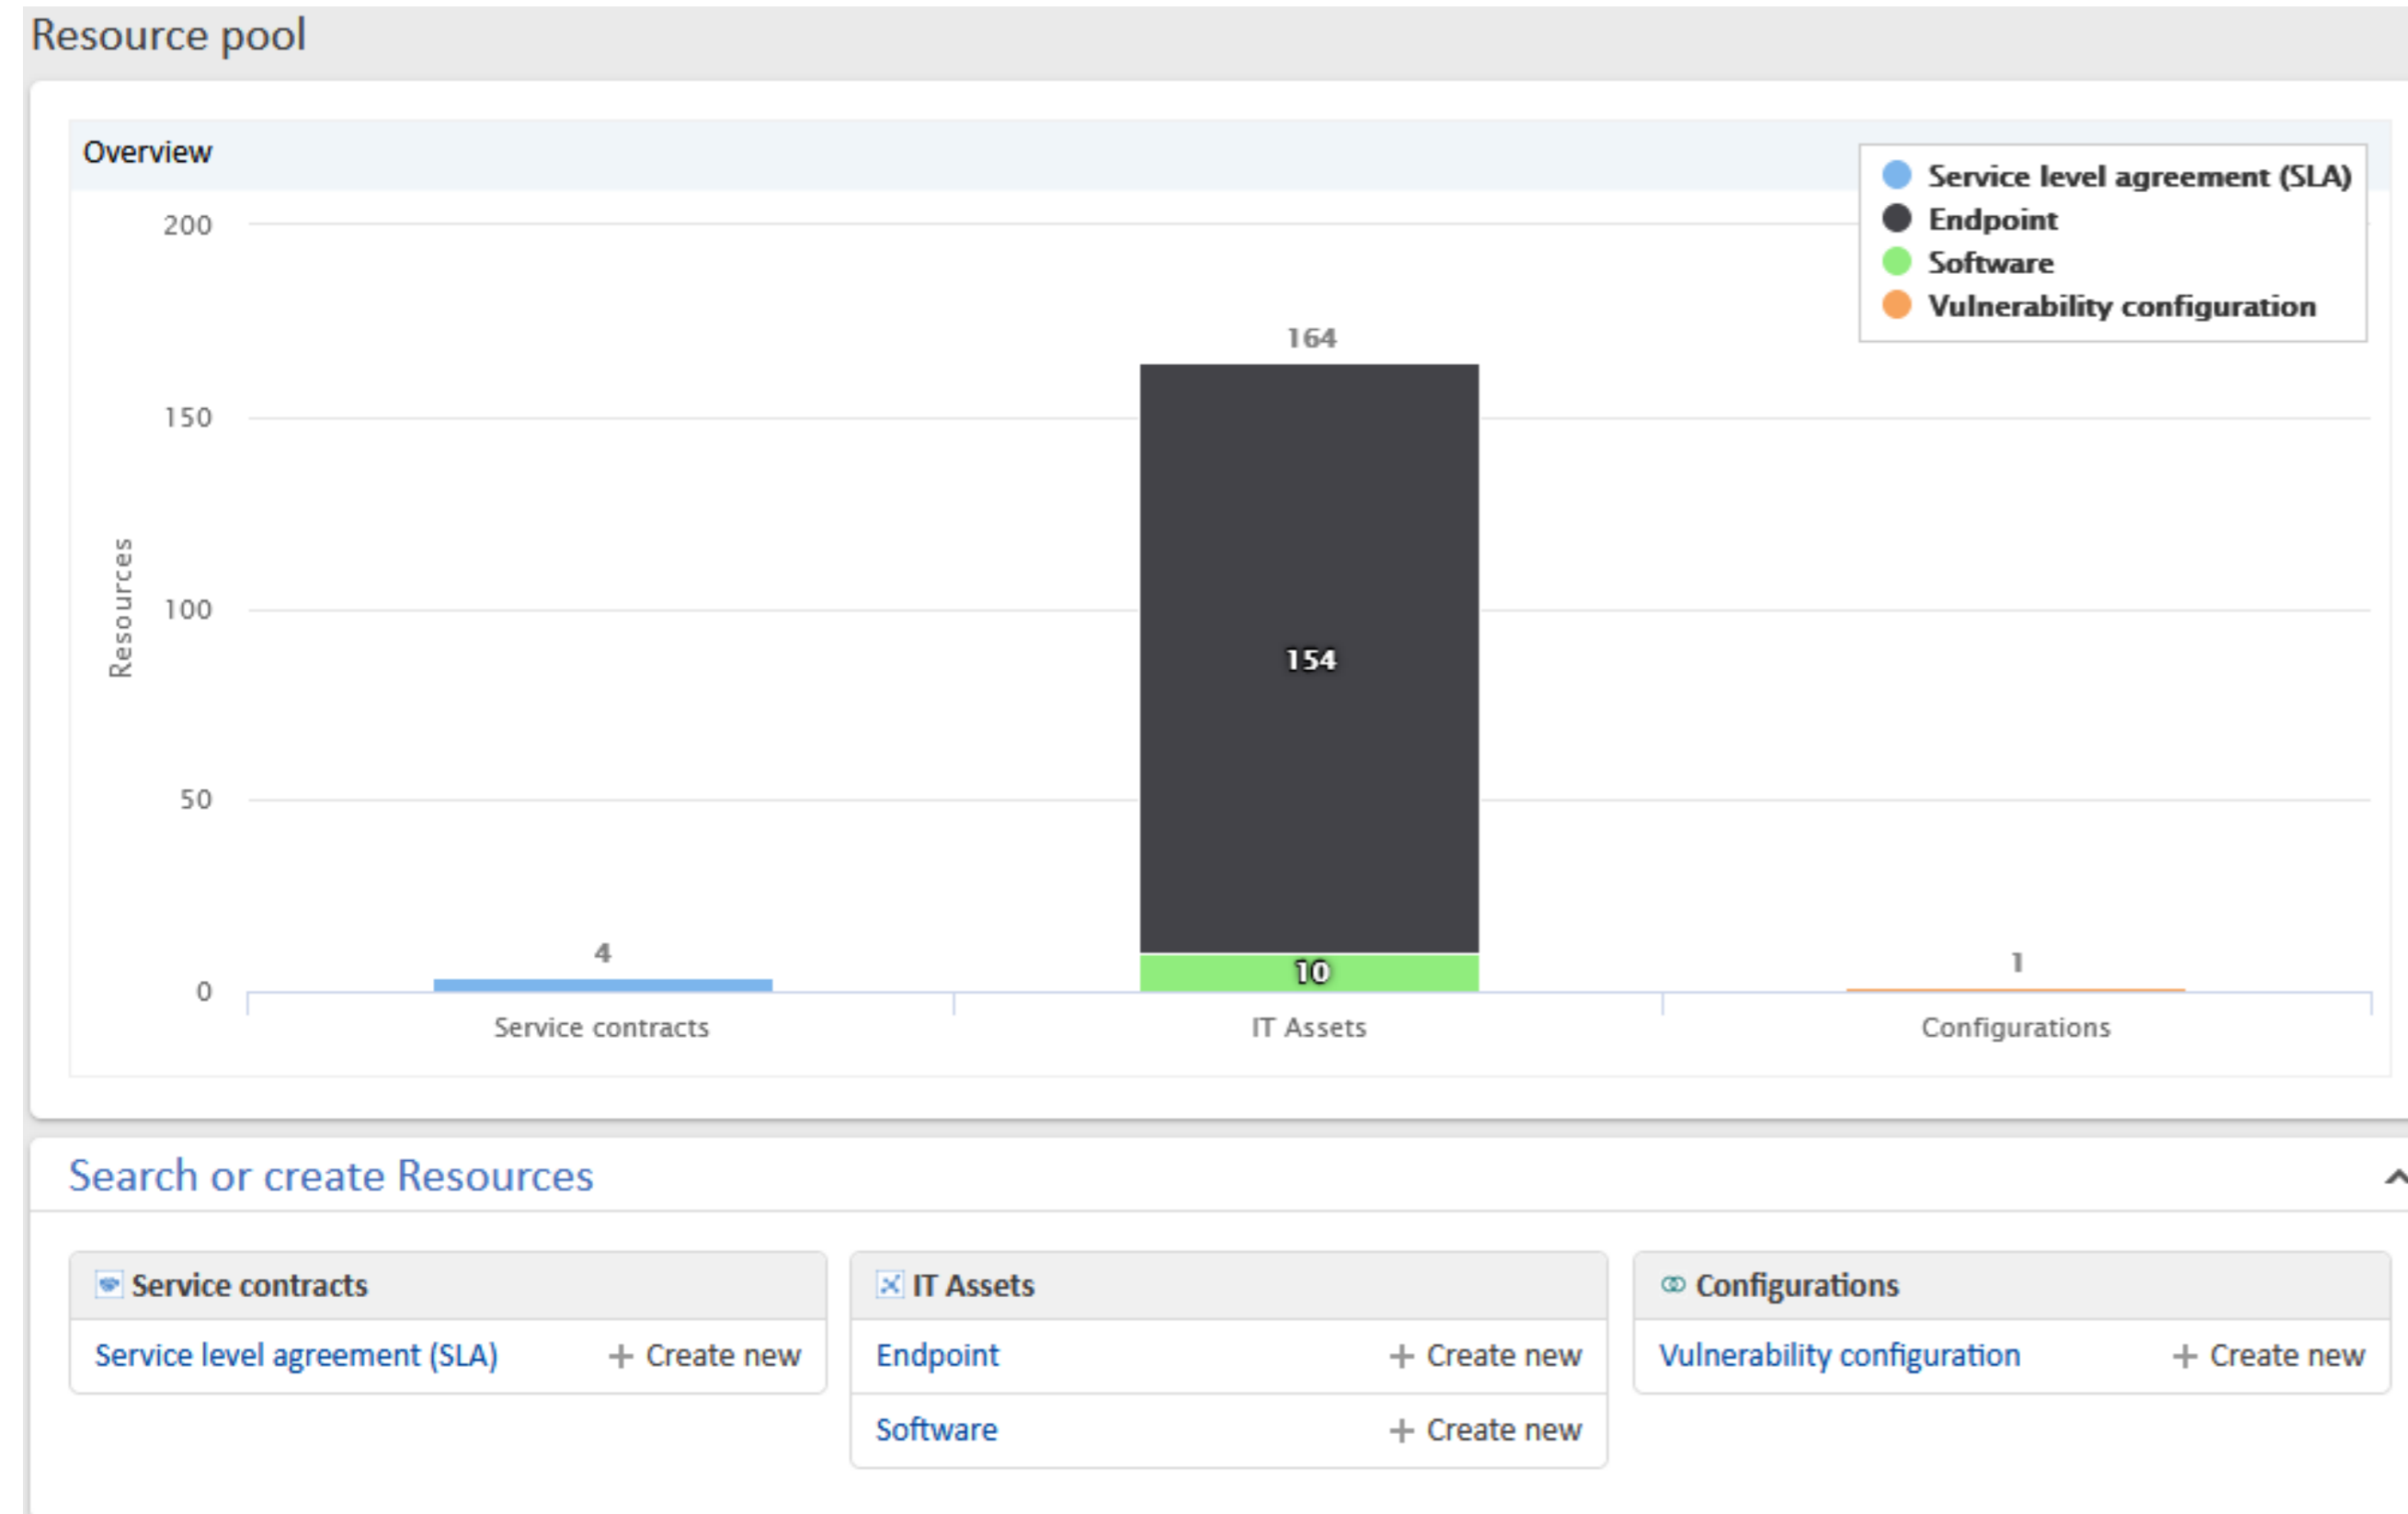 Resource pool
Overview
Service level agreement (SLA)
Endpoint
Software
Vulnerability configuration
200
150
100
50
0
Resources
164
154
10
4
1
Service contracts
IT Assets
Configurations
Search or create Resources
Service contracts
Service level agreement (SLA) + Create new
IT Assets
Endpoint + Create new
Software + Create new
Configurations
Vulnerability configuration + Create new